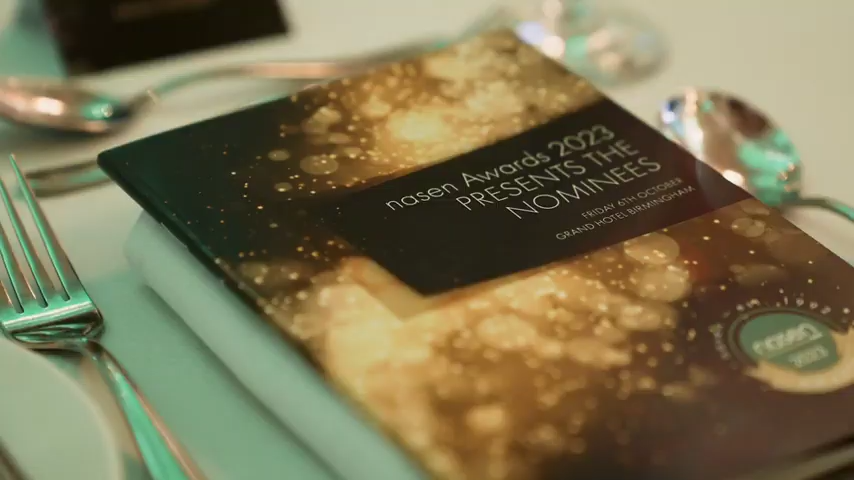 nasen Awards 2023
PRESENTS THE
NOMINEES
FRIDAY 6TH OCTOBER
GRAND HOTEL BIRMINGHAM
nasen
2023